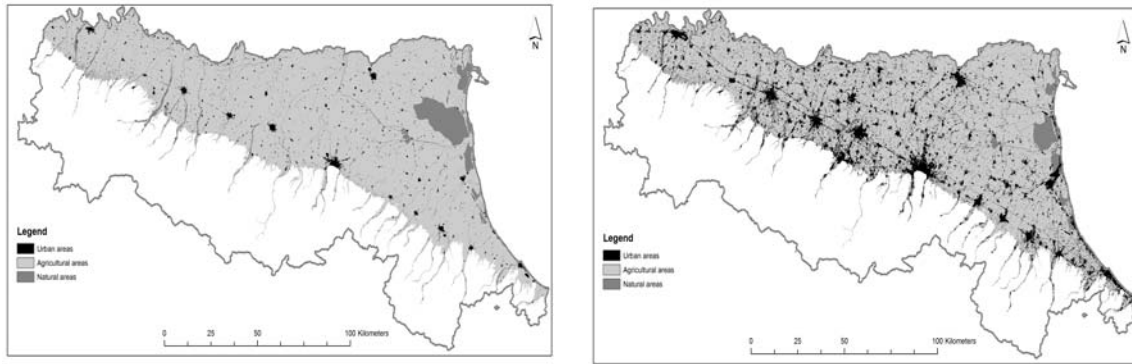 N
Legend
Urban areas
Agricultural areas
Natural areas
0 25 50 100 Kilometers
N
Legend
Urban areas
Agricultural areas
Natural areas
0 25 50 100 Kilometers